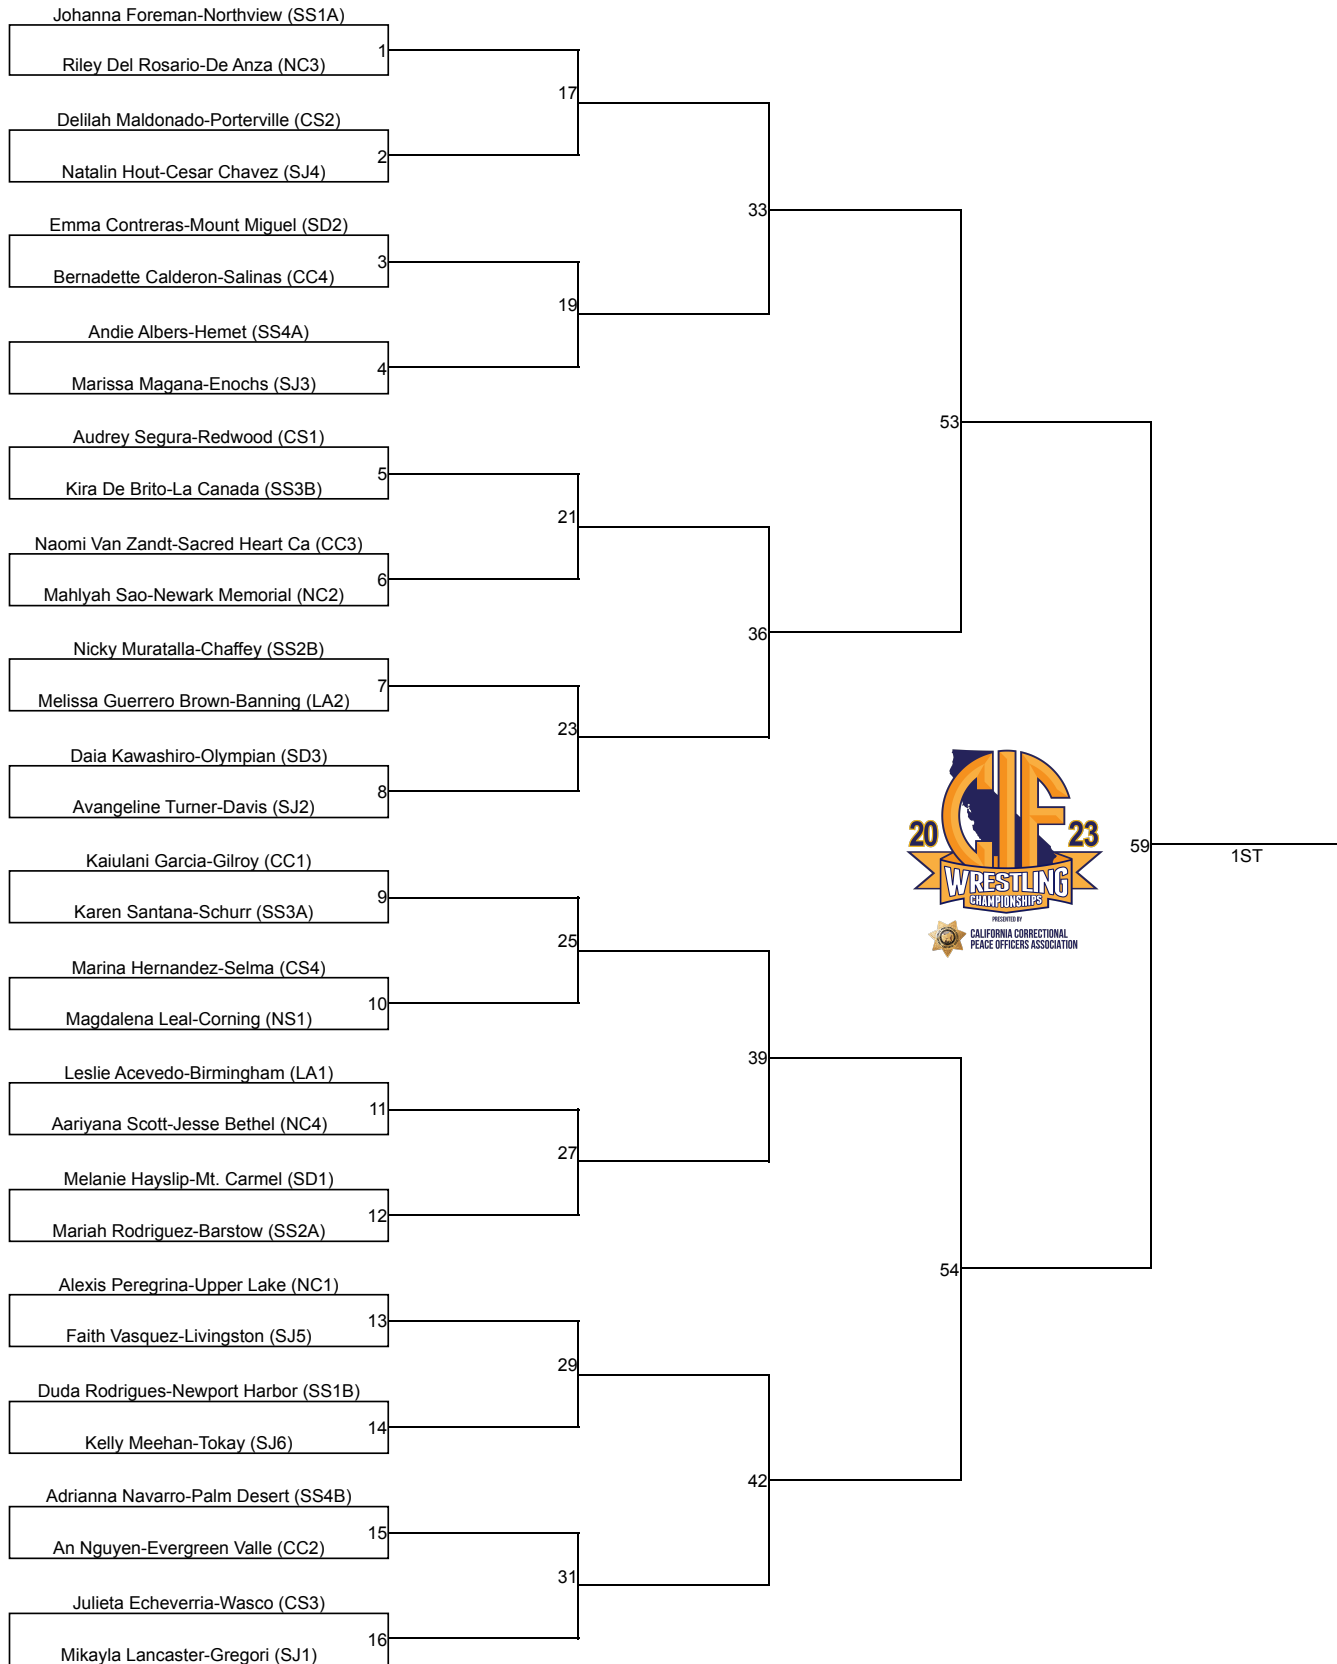 Johanna Foreman-Northview (SS1A)
1
Riley Del Rosario-De Anza (NC3)
17
Delilah Maldonado-Porterville (CS2)
2
Natalin Hout-Cesar Chavez (SJ4)
33
Emma Contreras-Mount Miguel (SD2)
3
Bernadette Calderon-Salinas (CC4)
19
Andie Albers-Hemet (SS4A)
4
Marissa Magana-Enochs (SJ3)
53
Audrey Segura-Redwood (CS1)
5
Kira De Brito-La Canada (SS3B)
21
Naomi Van Zandt-Sacred Heart Ca (CC3)
6
Mahlyah Sao-Newark Memorial (NC2)
36
Nicky Muratalla-Chaffey (SS2B)
7
Melissa Guerrero Brown-Banning (LA2)
23
Daia Kawashiro-Olympian (SD3)
8
Avangeline Turner-Davis (SJ2)
CIF
20 23
WRESTLING
CHAMPIONSHIPS
PRESENTED BY
CALIFORNIA CORRECTIONAL
PEACE OFFICERS ASSOCIATION
59
1ST
Kaiulani Garcia-Gilroy (CC1)
9
Karen Santana-Schurr (SS3A)
25
Marina Hernandez-Selma (CS4)
10
Magdalena Leal-Corning (NS1)
39
Leslie Acevedo-Birmingham (LA1)
11
Aariyana Scott-Jesse Bethel (NC4)
27
Melanie Hayslip-Mt. Carmel (SD1)
12
Mariah Rodriguez-Barstow (SS2A)
54
Alexis Peregrina-Upper Lake (NC1)
13
Faith Vasquez-Livingston (SJ5)
29
Duda Rodrigues-Newport Harbor (SS1B)
14
Kelly Meehan-Tokay (SJ6)
42
Adrianna Navarro-Palm Desert (SS4B)
15
An Nguyen-Evergreen Valle (CC2)
31
Julieta Echeverria-Wasco (CS3)
16
Mikayla Lancaster-Gregori (SJ1)